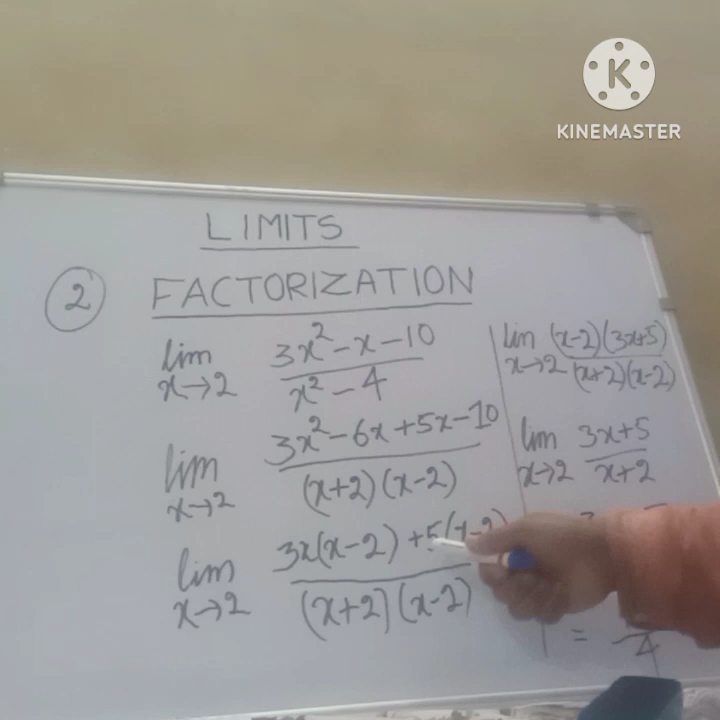 KINEMASTER
LIMITS
2 FACTORIZATION
lim x→2 (3x² - x - 10)/(x² - 4)
lim x→2 (3x² - 6x + 5x - 10)/((x+2)(x-2))
lim x→2 (3x(x-2) + 5(x-2))/((x+2)(x-2))
lim x→2 ((x-2)(3x+5))/((x+2)(x-2))
lim x→2 (3x+5)/(x+2)
= /4